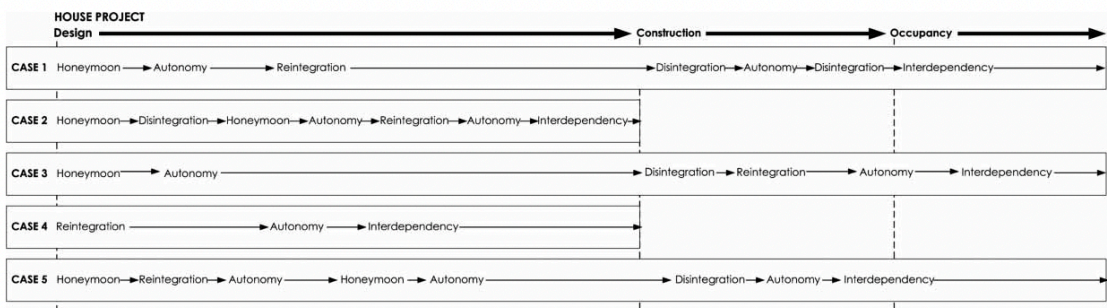 HOUSE PROJECT
Design Construction Occupancy
CASE 1 Honeymoon Autonomy Reintegration Disintegration Autonomy Disintegration Interdependency
CASE 2 Honeymoon Disintegration Honeymoon Autonomy Reintegration Autonomy Interdependency
CASE 3 Honeymoon Autonomy Disintegration Reintegration Autonomy Interdependency
CASE 4 Reintegration Autonomy Interdependency
CASE 5 Honeymoon Reintegration Autonomy Honeymoon Autonomy Disintegration Autonomy Interdependency